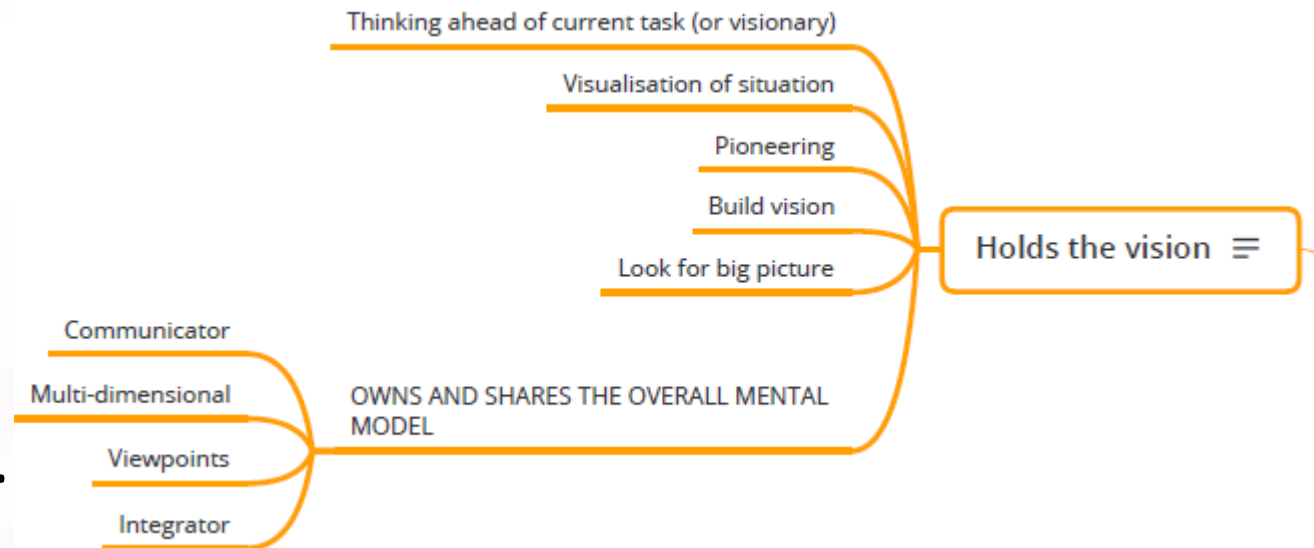 Thinking ahead of current task (or visionary)
Visualisation of situation
Pioneering
Build vision
Look for big picture
Holds the vision
Communicator
Multi-dimensional
Viewpoints
Integrator
OWNS AND SHARES THE OVERALL MENTAL
MODEL